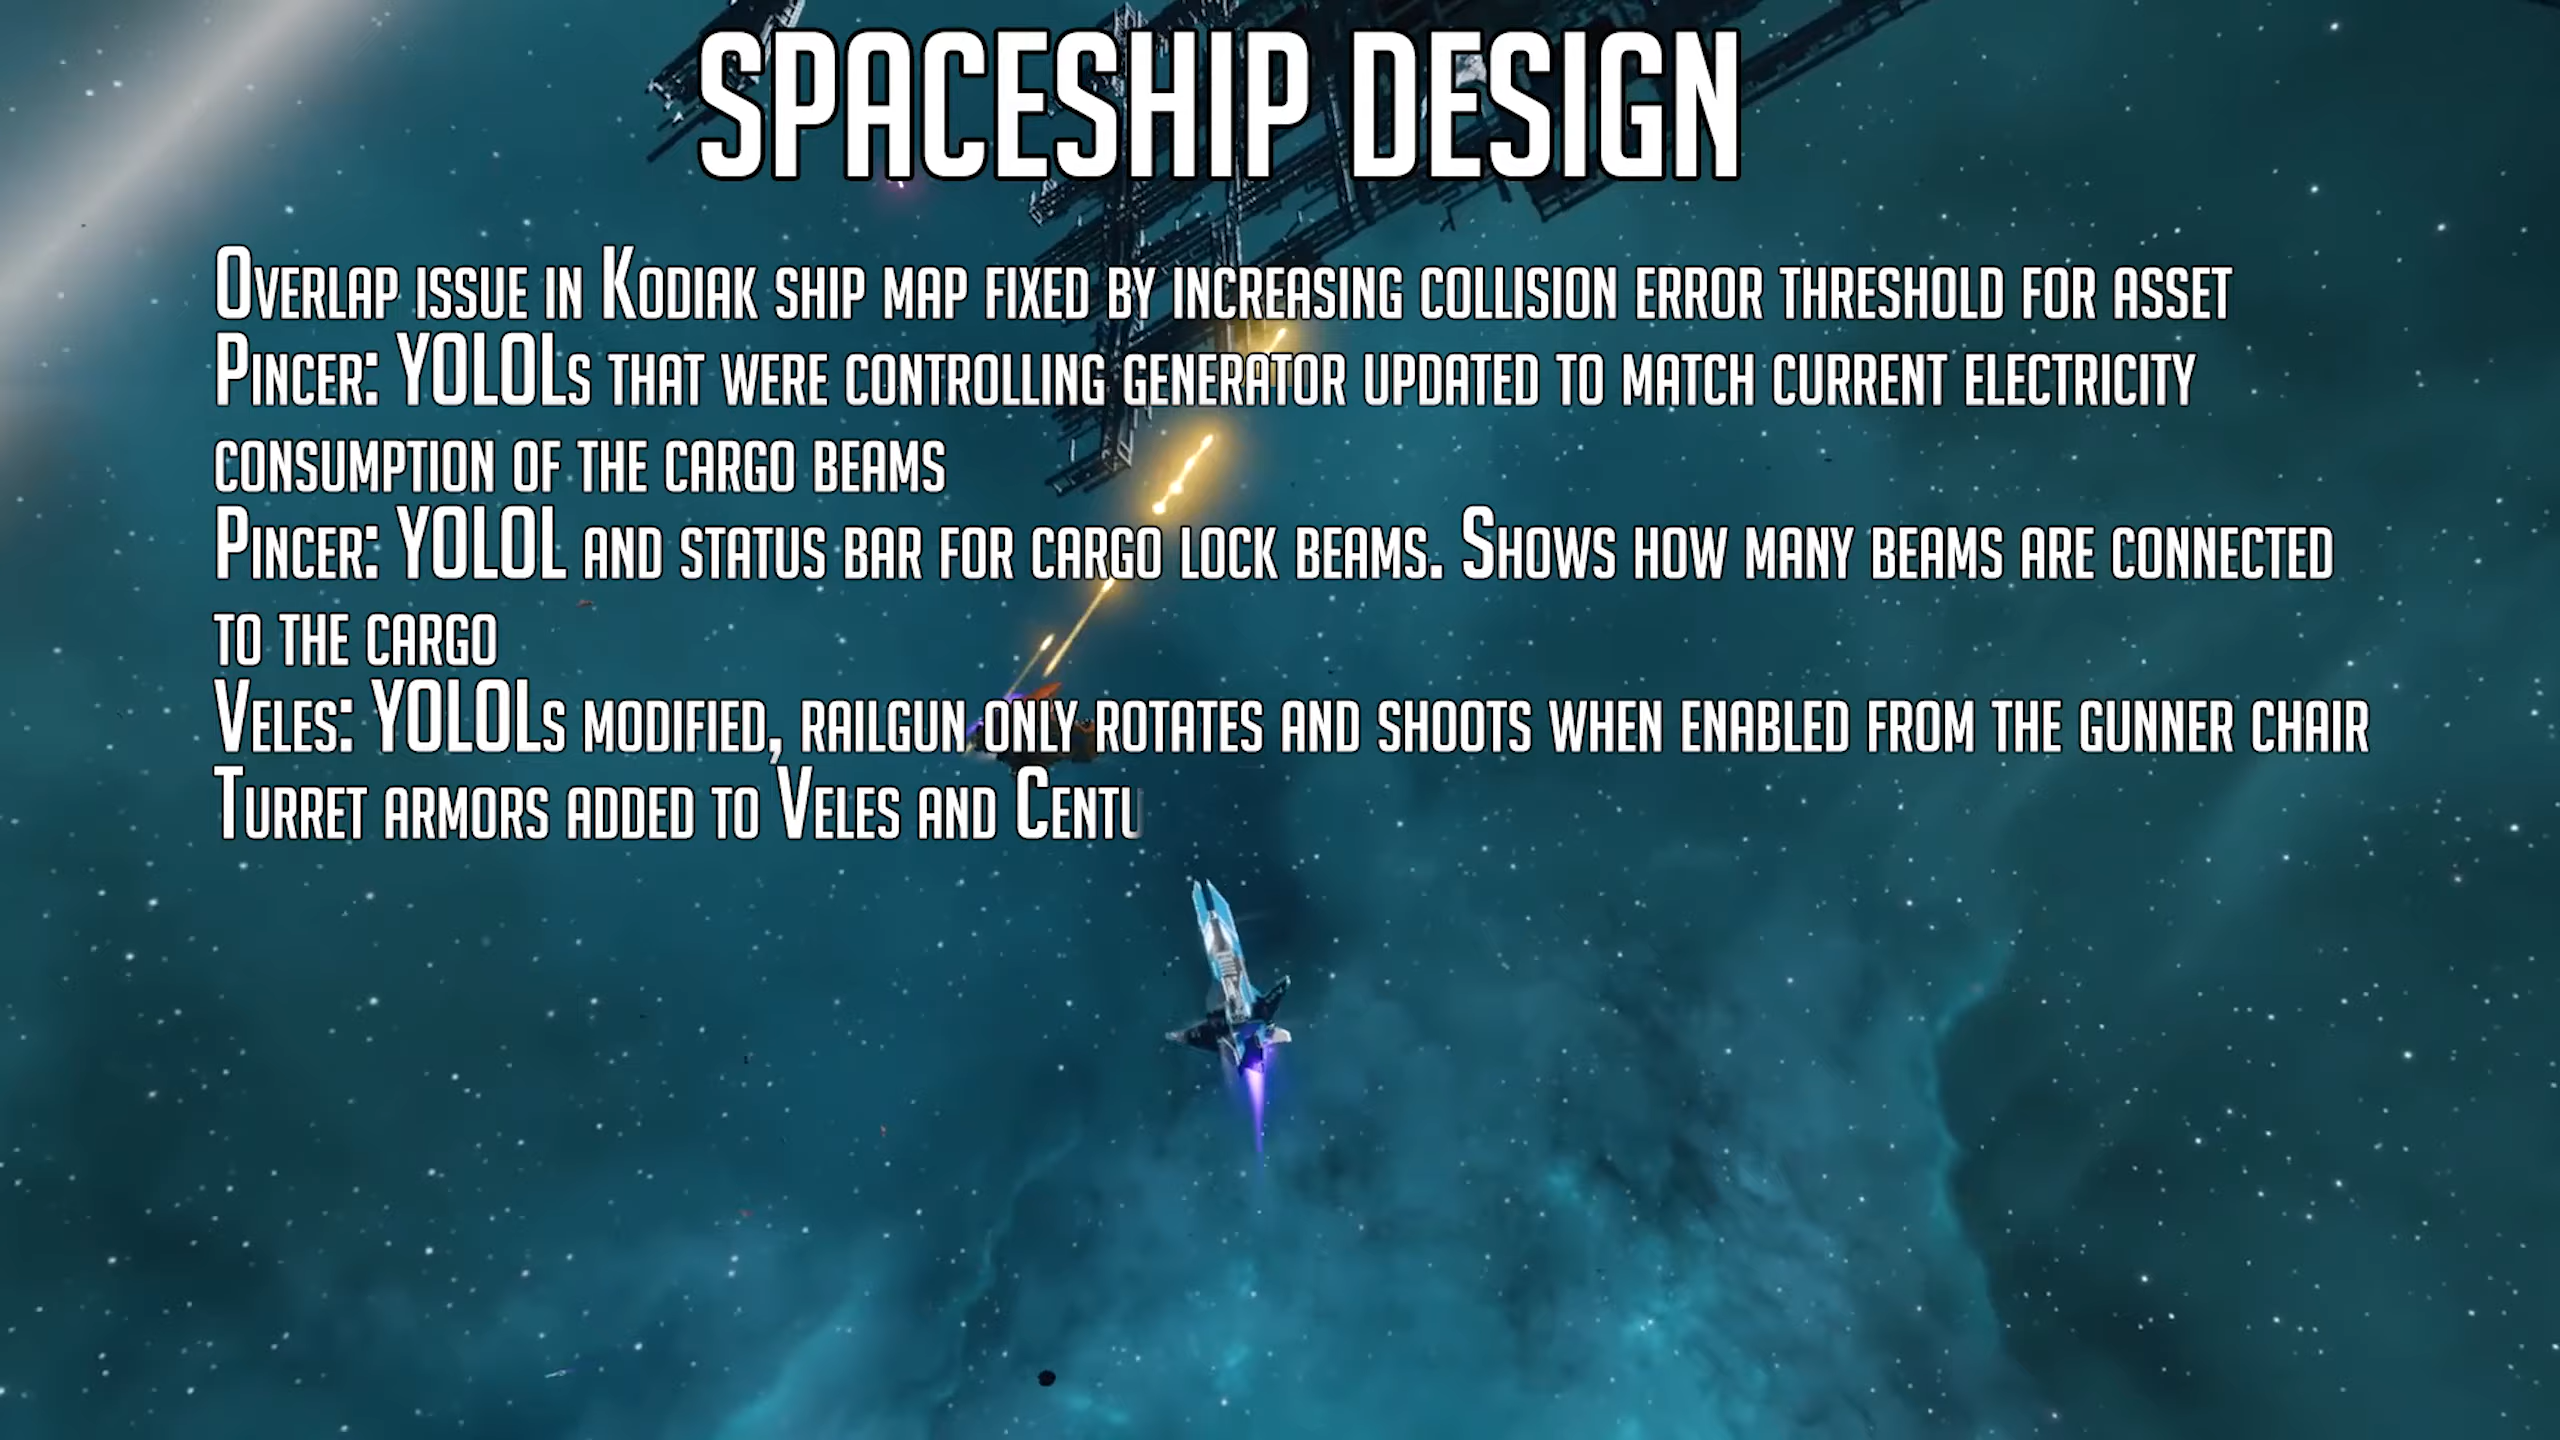 SPACESHIP DESIGN
Overlap issue in Kodiak ship map fixed by increasing collision error threshold for asset
Pincer: YOLOLs that were controlling generator updated to match current electricity
consumption of the cargo beams
Pincer: YOLOL and status bar for cargo lock beams. Shows how many beams are connected
to the cargo
Veles: YOLOLs modified, railgun only rotates and shoots when enabled from the gunner chair
Turret armors added to Veles and Centu